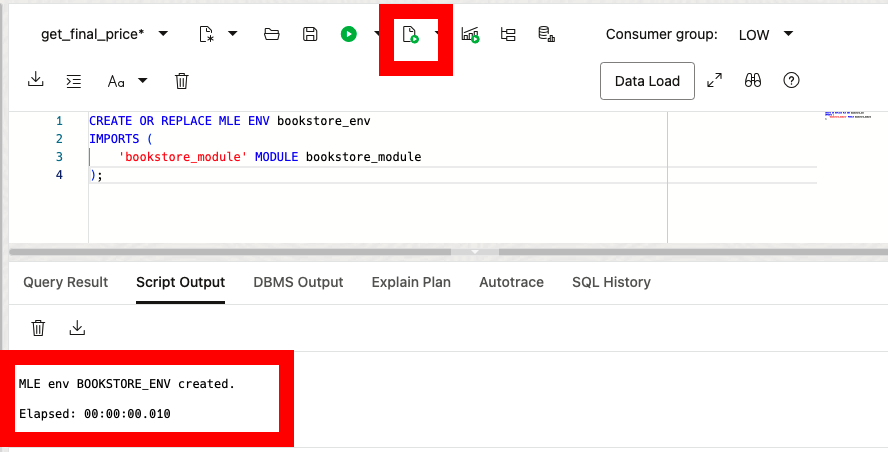 get_final_price*
Consumer group: LOW
Aa
Data Load
1 CREATE OR REPLACE MLE ENV bookstore_env
2 IMPORTS (
3 'bookstore_module' MODULE bookstore_module
4 );
Query Result Script Output DBMS Output Explain Plan Autotrace SQL History
MLE env BOOKSTORE_ENV created.
Elapsed: 00:00:00.010